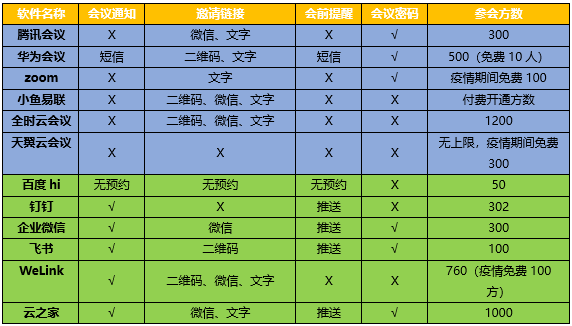 软件名称 会议通知 邀请链接 会前提醒 会议密码 参会方数
腾讯会议 X 微信、文字 X √ 300
华为会议 短信 二维码、文字 短信 √ 500（免费 10 人）
zoom X 文字 X √ 疫情期间免费 100
小鱼易联 X 二维码、微信、文字 X X 付费开通方数
全时云会议 X 二维码、微信、文字 X X 1200
天翼云会议 X X X X 无上限，疫情期间免费
300
百度 hi 无预约 无预约 无预约 X 50
钉钉 √ X 推送 X 302
企业微信 √ 微信 推送 √ 300
飞书 √ 二维码 推送 √ 100
WeLink √ 二维码、微信、文字 X X 760（疫情免费 100
方）
云之家 √ 微信、文字 推送 √ 1000